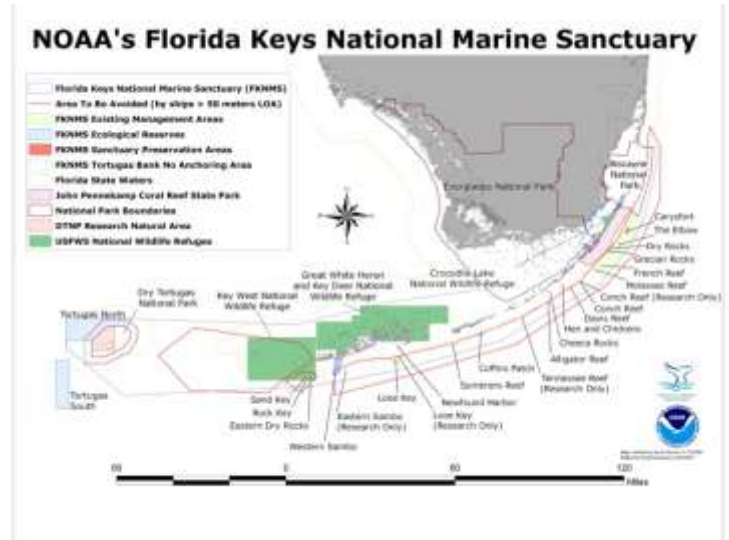 NOAA's Florida Keys National Marine Sanctuary
Florida Keys National Marine Sanctuary (FKNMS)
Area To Be Avoided (by ships > 50 meters LOA)
FKNMS Existing Management Areas
FKNMS Ecological Reserves
FKNMS Sanctuary Preservation Areas
FKNMS Tortugas Bank No Anchoring Area
Florida State Waters
John Pennekamp Coral Reef State Park
National Park Boundaries
DTNP Research Natural Area
USFWS National Wildlife Refuges
Everglades National Park
Biscayne
National
Park
Carysfort
The Elbow
Dry Rocks
Grecian Rocks
French Reef
Molasses Reef
Conch Reef (Research Only)
Conch Reef
Davis Reef
Hen and Chickens
Cheeca Rocks
Alligator Reef
Tennessee Reef
(Research Only)
Coffins Patch
Sombrero Reef
Newfound Harbor
Looe Key
(Research Only)
Looe Key
Eastern Sambo
(Research Only)
Western Sambo
Eastern Dry Rocks
Rock Key
Sand Key
Crocodile Lake
National Wildlife Refuge
Great White Heron
and Key Deer National
Wildlife Refuge
Key West National
Wildlife Refuge
Dry Tortugas
National Park
Tortugas North
Tortugas
South
60
0
60
120
Miles
NOAA